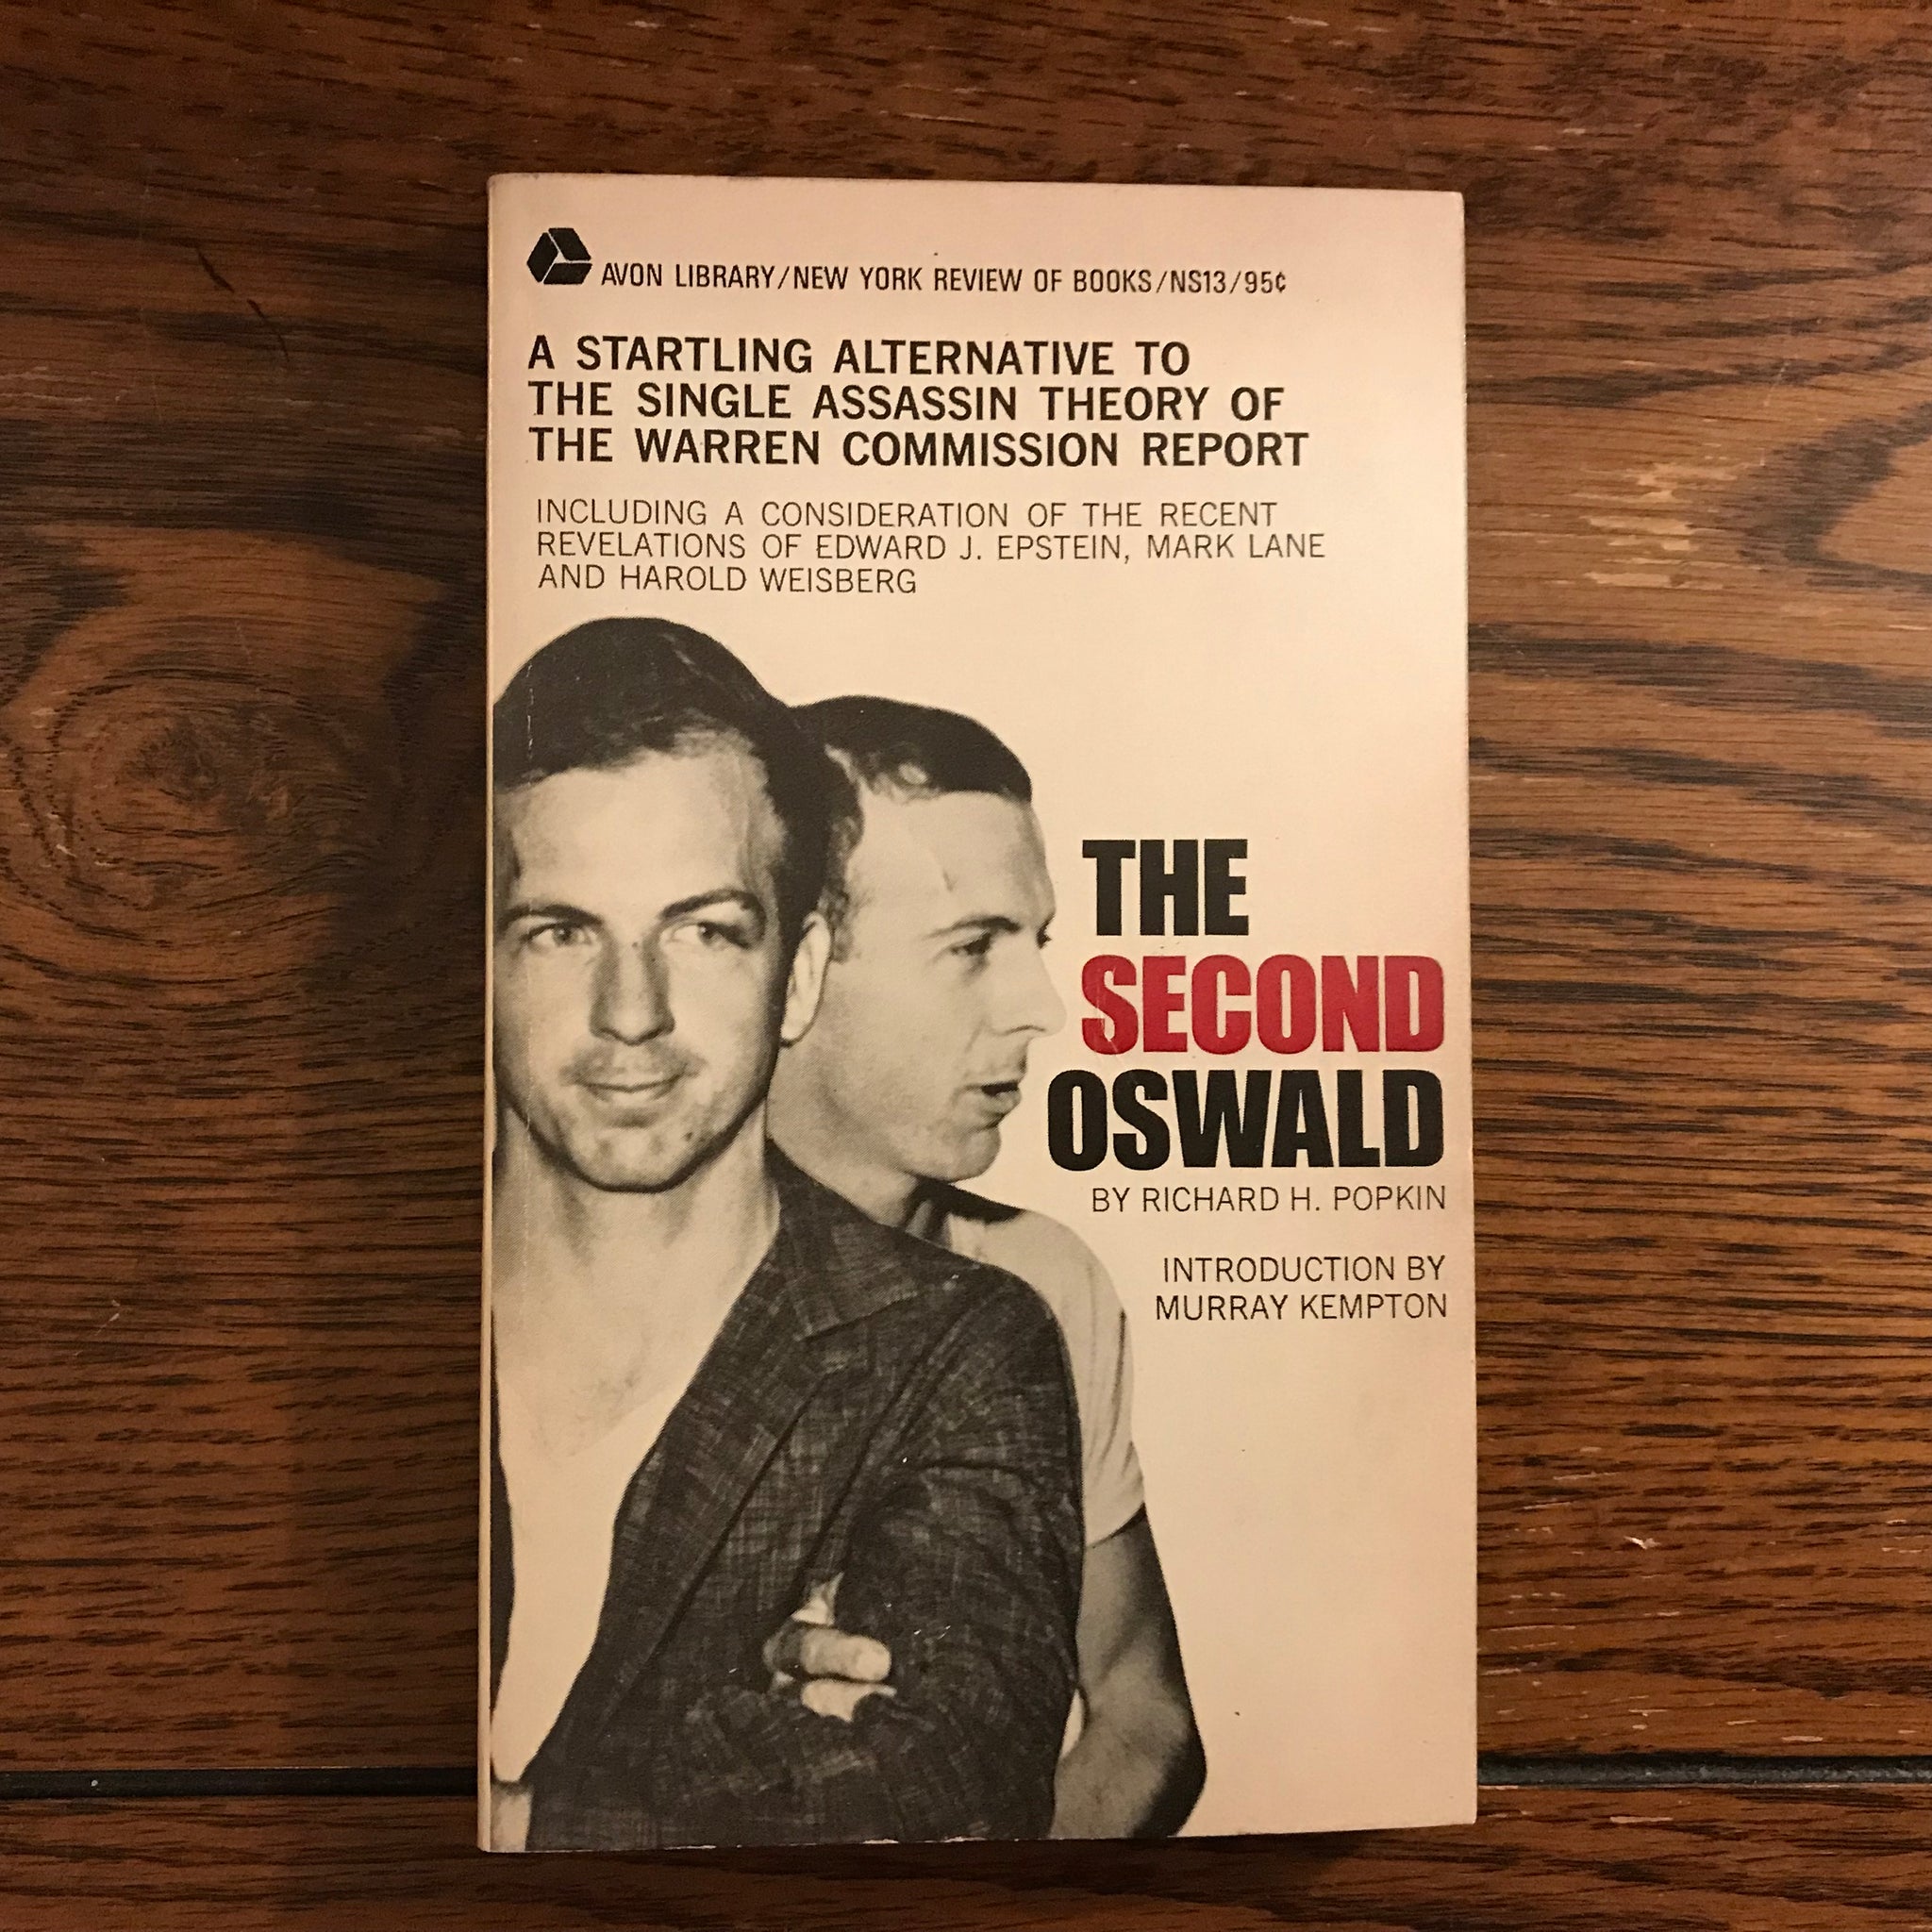 AVON LIBRARY/NEW YORK REVIEW OF BOOKS/NS13/95¢
A STARTLING ALTERNATIVE TO
THE SINGLE ASSASSIN THEORY OF
THE WARREN COMMISSION REPORT
INCLUDING A CONSIDERATION OF THE RECENT
REVELATIONS OF EDWARD J. EPSTEIN, MARK LANE
AND HAROLD WEISBERG
THE
SECOND
OSWALD
BY RICHARD H. POPKIN
INTRODUCTION BY
MURRAY KEMPTON